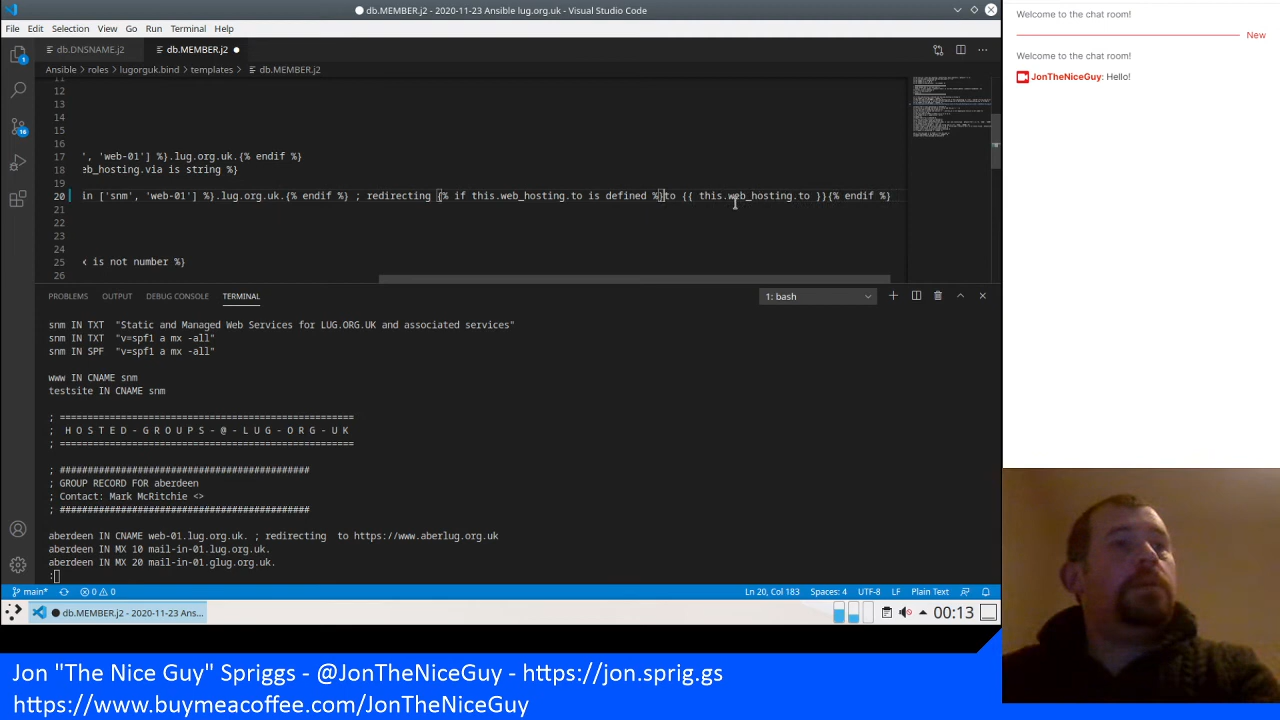 db.MEMBER.j2 - 2020-11-23 Ansible lug.org.uk - Visual Studio Code
File Edit Selection View Go Run Terminal Help
db.DNSNAME.j2 db.MEMBER.j2
Ansible › roles › lugorguk.bind › templates › db.MEMBER.j2
11
12
13
14
15
16
17 ', 'web-01'] %}.lug.org.uk.{% endif %}
18 eb_hosting.via is string %}
19
20 in ['snm', 'web-01'] %}.lug.org.uk.{% endif %} ; redirecting {% if this.web_hosting.to is defined %}to {{ this.web_hosting.to }}{% endif %}
21
22
23
24
25 k is not number %}
26
PROBLEMS OUTPUT DEBUG CONSOLE TERMINAL 1: bash
snm IN TXT "Static and Managed Web Services for LUG.ORG.UK and associated services"
snm IN TXT "v=spf1 a mx -all"
snm IN SPF "v=spf1 a mx -all"
www IN CNAME snm
testsite IN CNAME snm
; ==============================================
; H O S T E D - G R O U P S - @ - L U G - O R G - U K
; ==============================================
; #######################################
; GROUP RECORD FOR aberdeen
; Contact: Mark McRitchie <>
; #######################################
aberdeen IN CNAME web-01.lug.org.uk. ; redirecting  to https://www.aberlug.org.uk
aberdeen IN MX 10 mail-in-01.lug.org.uk.
aberdeen IN MX 20 mail-in-01.glug.org.uk.
:
main* 0 0 Ln 20, Col 183 Spaces: 4 UTF-8 LF Plain Text
db.MEMBER.j2 - 2020-11-23 Ans... 00:13
Welcome to the chat room!
New
Welcome to the chat room!
JonTheNiceGuy: Hello!
Jon "The Nice Guy" Spriggs - @JonTheNiceGuy - https://jon.sprig.gs
https://www.buymeacoffee.com/JonTheNiceGuy